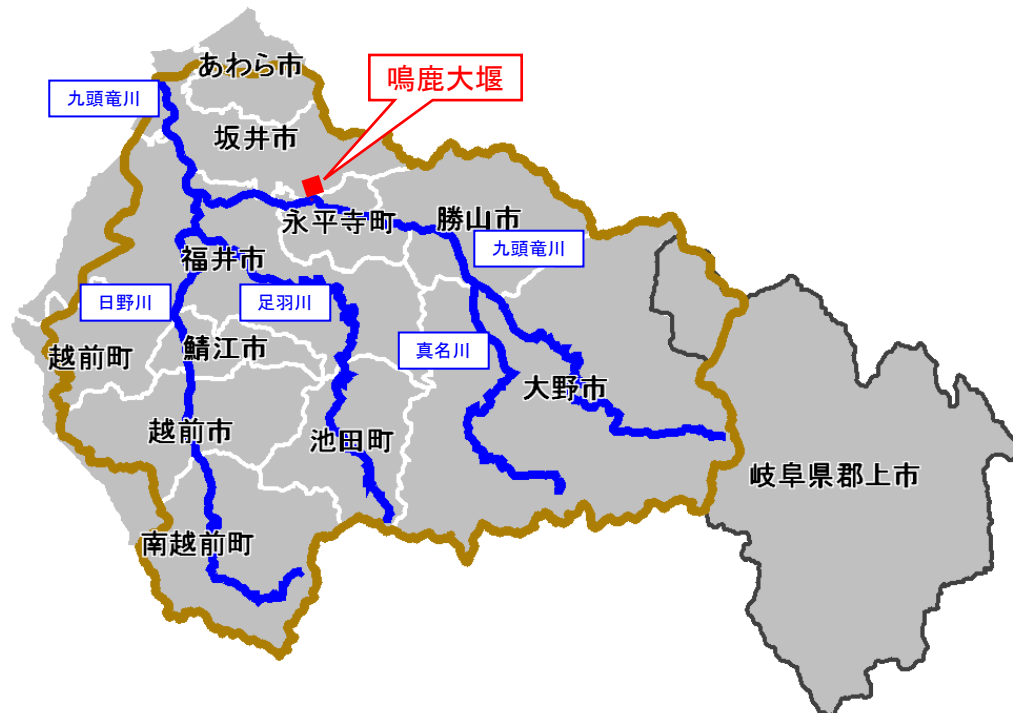 あわら市
鳴鹿大堰
九頭竜川
坂井市
永平寺町
勝山市
九頭竜川
福井市
日野川
足羽川
越前町
鯖江市
真名川
大野市
越前市
池田町
岐阜県郡上市
南越前町